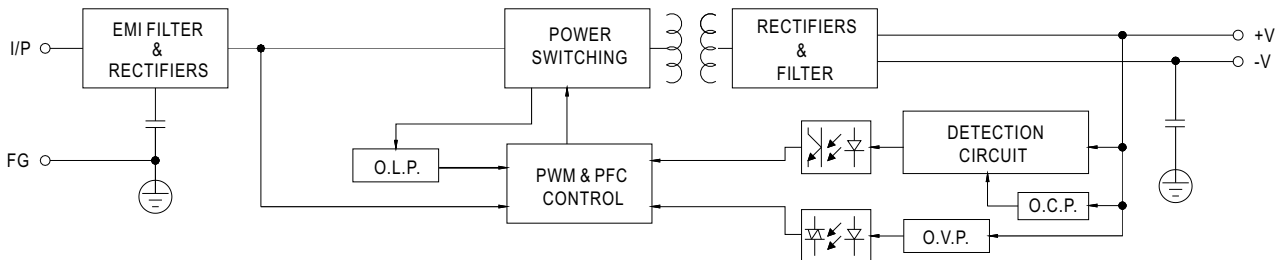 I/P
EMI FILTER
&
RECTIFIERS
POWER
SWITCHING
RECTIFIERS
&
FILTER
+V
-V
FG
O.L.P.
PWM & PFC
CONTROL
DETECTION
CIRCUIT
O.C.P.
O.V.P.